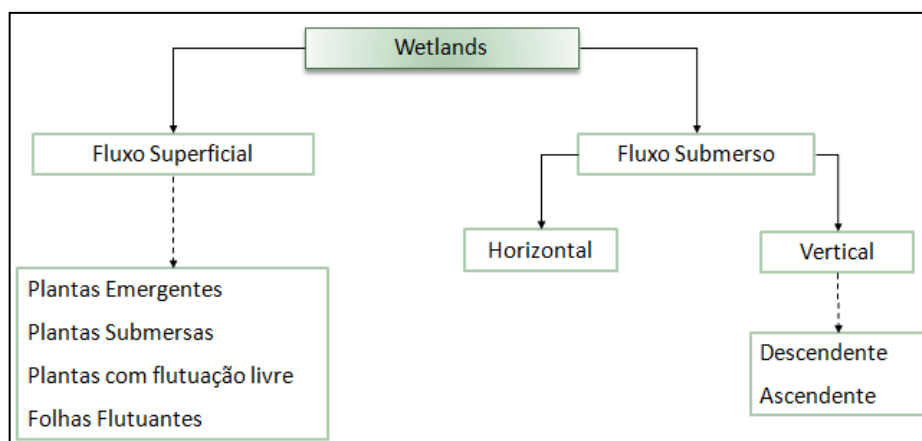 Wetlands
Fluxo Superficial
Fluxo Submerso
Horizontal
Vertical
Plantas Emergentes
Plantas Submersas
Plantas com flutuação livre
Folhas Flutuantes
Descendente
Ascendente